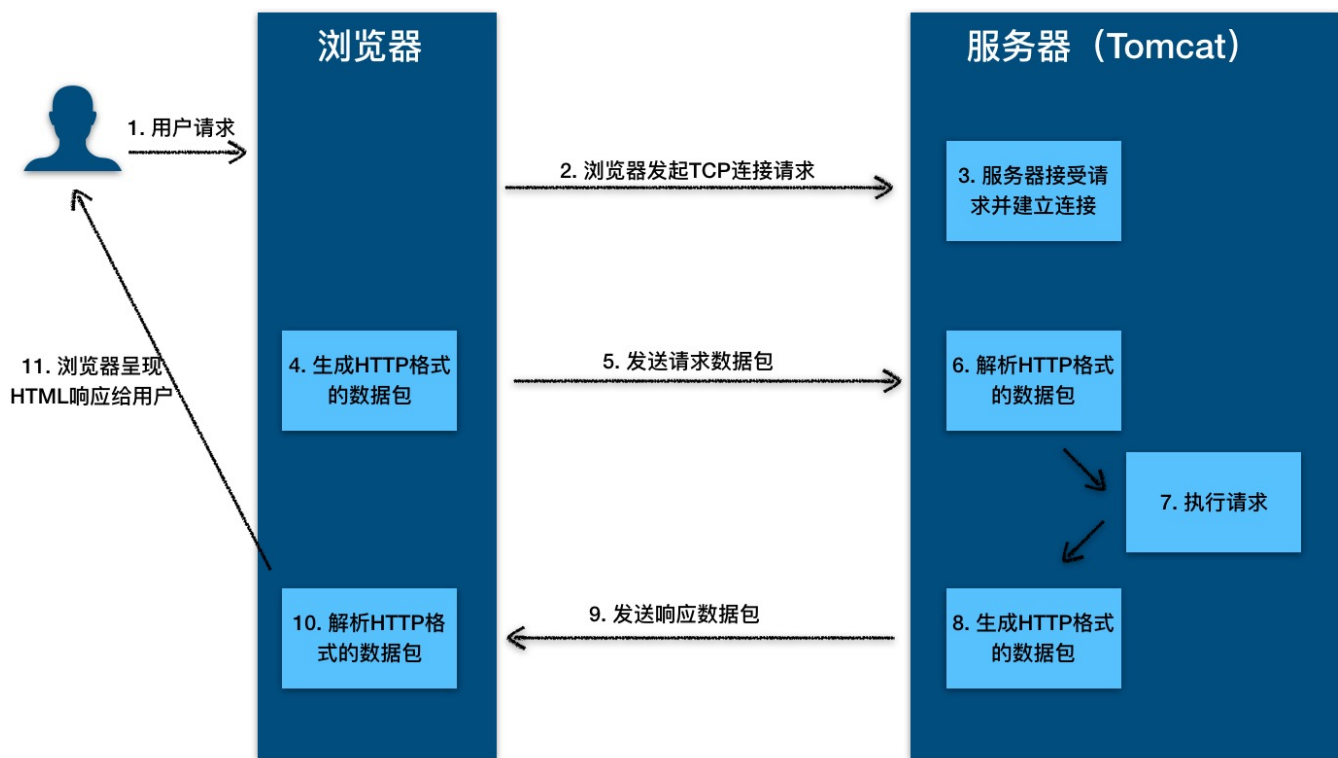 浏览器
服务器（Tomcat）
1. 用户请求
2. 浏览器发起TCP连接请求
3. 服务器接受请
求并建立连接
4. 生成HTTP格式
的数据包
5. 发送请求数据包
6. 解析HTTP格式
的数据包
7. 执行请求
8. 生成HTTP格式
的数据包
9. 发送响应数据包
10. 解析HTTP格
式的数据包
11. 浏览器呈现
HTML响应给用户